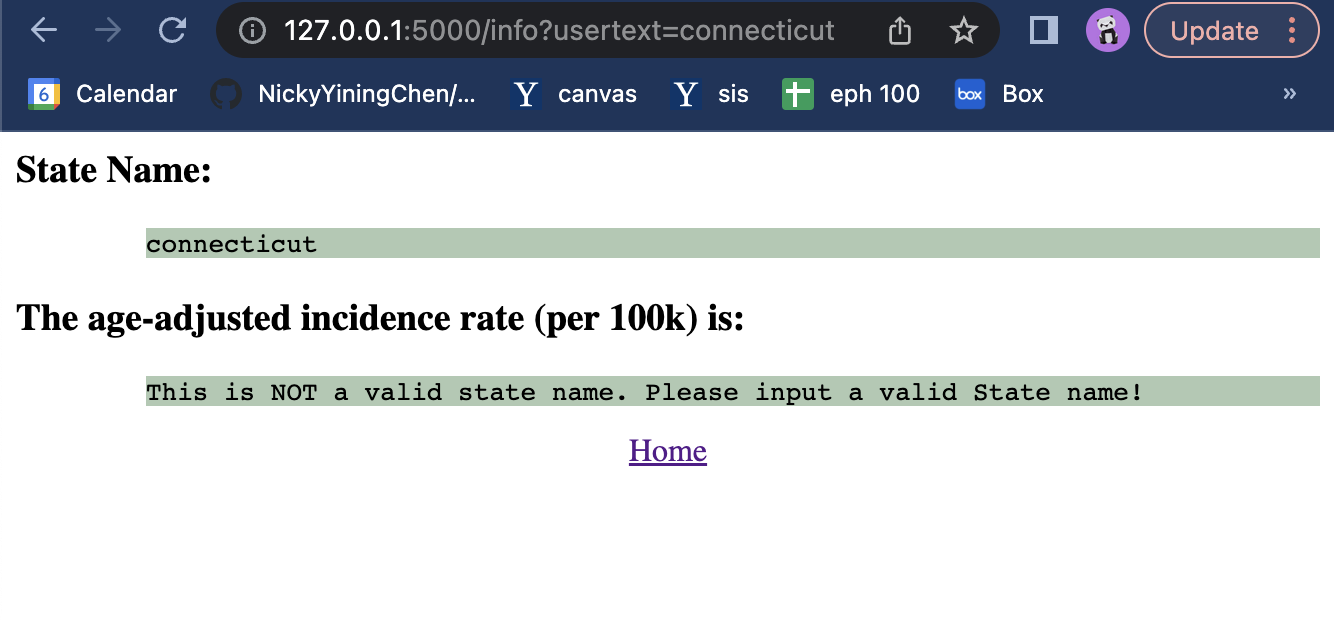 127.0.0.1:5000/info?usertext=connecticut
Update
6 Calendar NickyYiningChen/... Y canvas Y sis eph 100 box Box »
State Name:
connecticut
The age-adjusted incidence rate (per 100k) is:
This is NOT a valid state name. Please input a valid State name!
Home